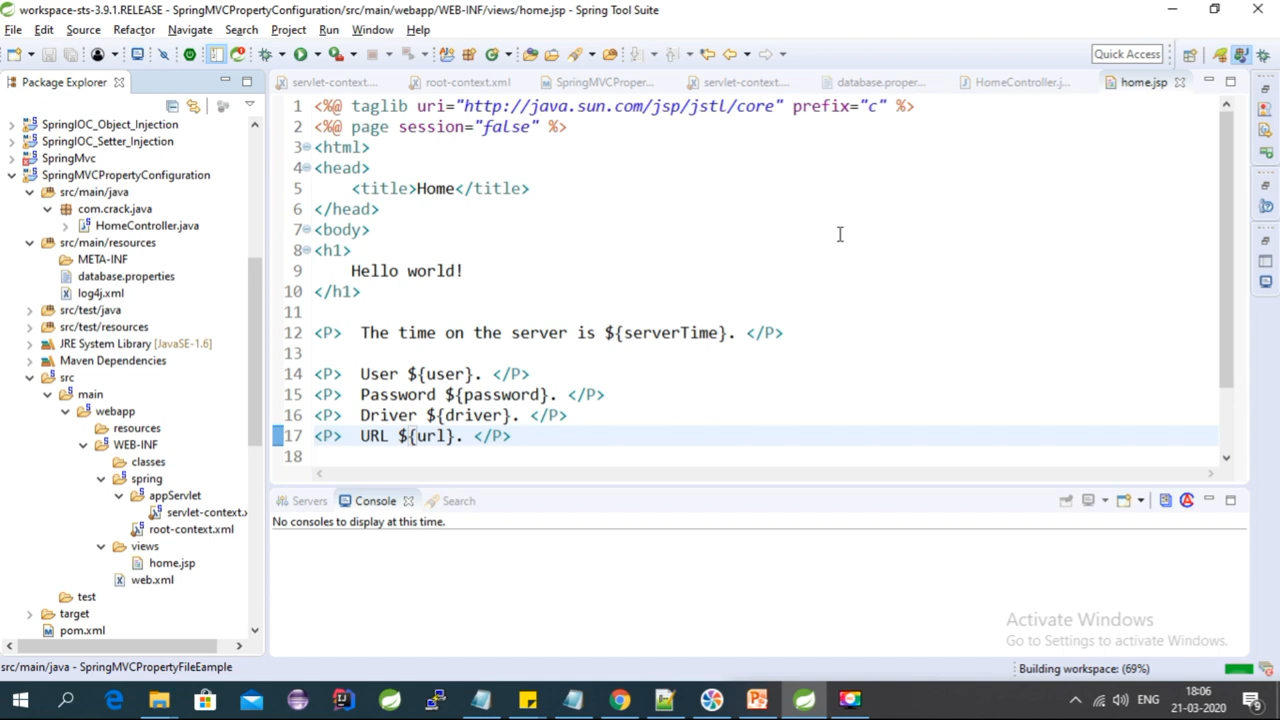 workspace-sts-3.9.1.RELEASE - SpringMVCPropertyConfiguration/src/main/webapp/WEB-INF/views/home.jsp - Spring Tool Suite
File Edit Source Refactor Navigate Search Project Run Window Help
Quick Access
Package Explorer
servlet-context....
root-context.xml
SpringMVCProper...
servlet-context....
database.proper...
HomeController.j...
home.jsp
SpringIOC_Object_Injection
SpringIOC_Setter_Injection
SpringMvc
SpringMVCPropertyConfiguration
src/main/java
com.crack.java
HomeController.java
src/main/resources
META-INF
database.properties
log4j.xml
src/test/java
src/test/resources
JRE System Library [JavaSE-1.6]
Maven Dependencies
src
main
webapp
resources
WEB-INF
classes
spring
appServlet
servlet-context.x
root-context.xml
views
home.jsp
web.xml
test
target
pom.xml
1 <%@ taglib uri="http://java.sun.com/jsp/jstl/core" prefix="c" %>
2 <%@ page session="false" %>
3 <html>
4 <head>
5 <title>Home</title>
6 </head>
7 <body>
8 <h1>
9 Hello world!
10 </h1>
11
12 <P> The time on the server is ${serverTime}. </P>
13
14 <P> User ${user}. </P>
15 <P> Password ${password}. </P>
16 <P> Driver ${driver}. </P>
17 <P> URL ${url}. </P>
18
Servers Console Search
No consoles to display at this time.
Activate Windows
Go to Settings to activate Windows.
src/main/java - SpringMVCPropertyFileEample
Building workspace: (69%)
ENG
18:06
21-03-2020
9